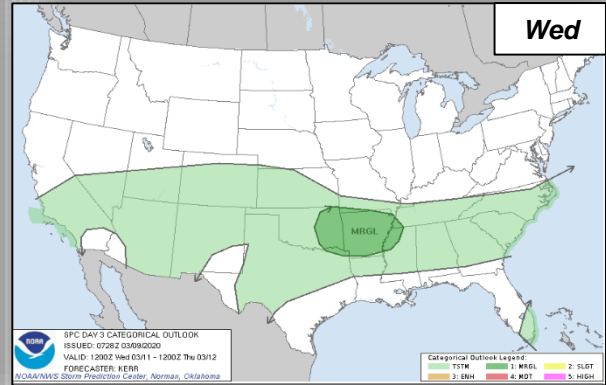 Wed
MRGL
SPC DAY 3 CATEGORICAL OUTLOOK
ISSUED: 0728Z 03/09/2020
VALID: 1200Z Wed 03/11 - 1200Z Thu 03/12
FORECASTER: KERR
NOAA/NWS Storm Prediction Center, Norman, Oklahoma
NOAA
Categorical Outlook Legend:
TSTM 1: MRGL 2: SLGT
3: ENH 4: MDT 5: HIGH